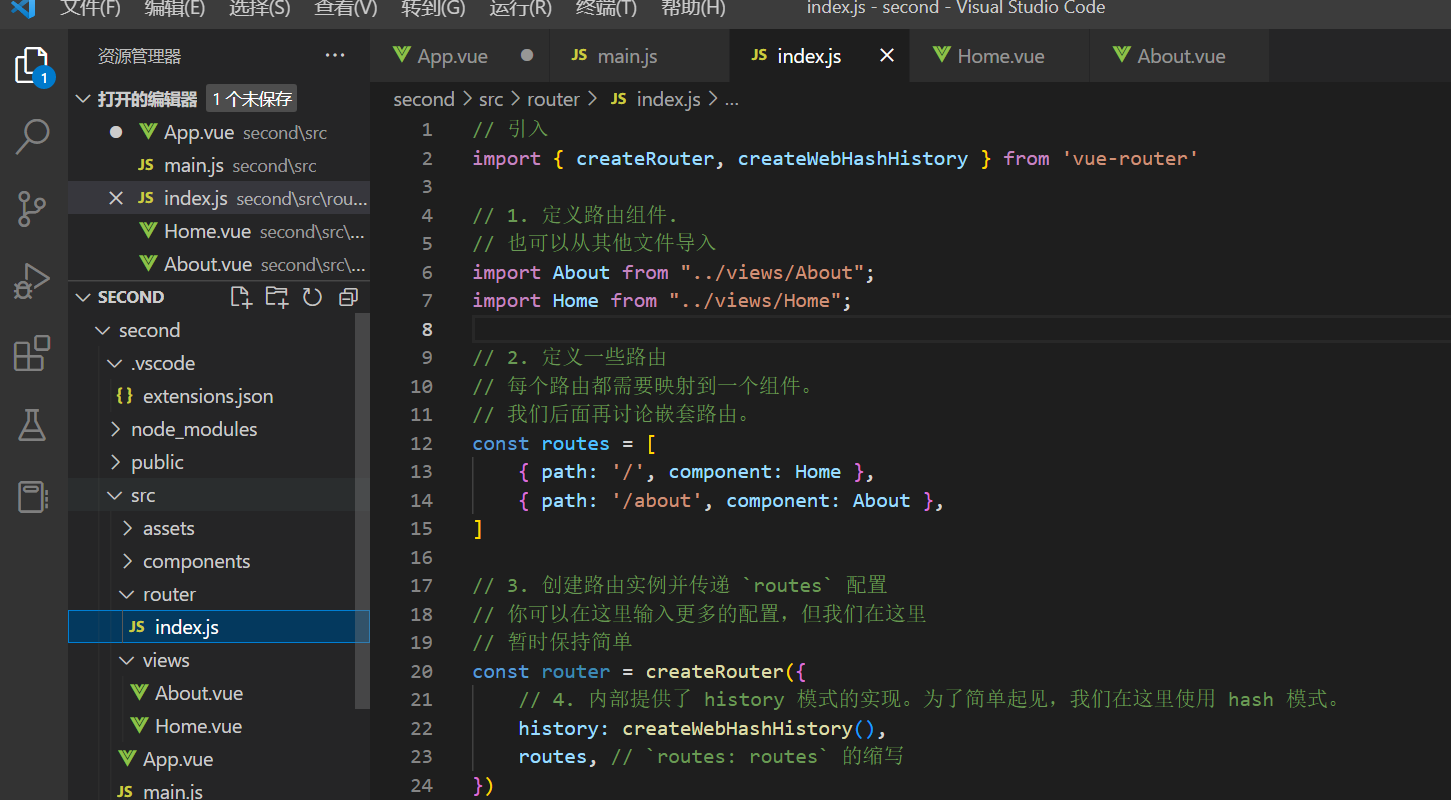 文件(F) 编辑(E) 选择(S) 查看(V) 转到(G) 运行(R) 终端(T) 帮助(H) index.js - second - Visual Studio Code
资源管理器 ...
1
打开的编辑器 1 个未保存
App.vue second\src
JS main.js second\src
JS index.js second\src\rou...
Home.vue second\src\...
About.vue second\src\...
SECOND
second
.vscode
{} extensions.json
node_modules
public
src
assets
components
router
JS index.js
views
About.vue
Home.vue
App.vue
JS main.js
App.vue JS main.js JS index.js Home.vue About.vue
second > src > router > JS index.js > ...
1 // 引入
2 import { createRouter, createWebHashHistory } from 'vue-router'
3
4 // 1. 定义路由组件.
5 // 也可以从其他文件导入
6 import About from "../views/About";
7 import Home from "../views/Home";
8
9 // 2. 定义一些路由
10 // 每个路由都需要映射到一个组件。
11 // 我们后面再讨论嵌套路由。
12 const routes = [
13 { path: '/', component: Home },
14 { path: '/about', component: About },
15 ]
16
17 // 3. 创建路由实例并传递 `routes` 配置
18 // 你可以在这里输入更多的配置，但我们在这里
19 // 暂时保持简单
20 const router = createRouter({
21 // 4. 内部提供了 history 模式的实现。为了简单起见，我们在这里使用 hash 模式。
22 history: createWebHashHistory(),
23 routes, // `routes: routes` 的缩写
24 })